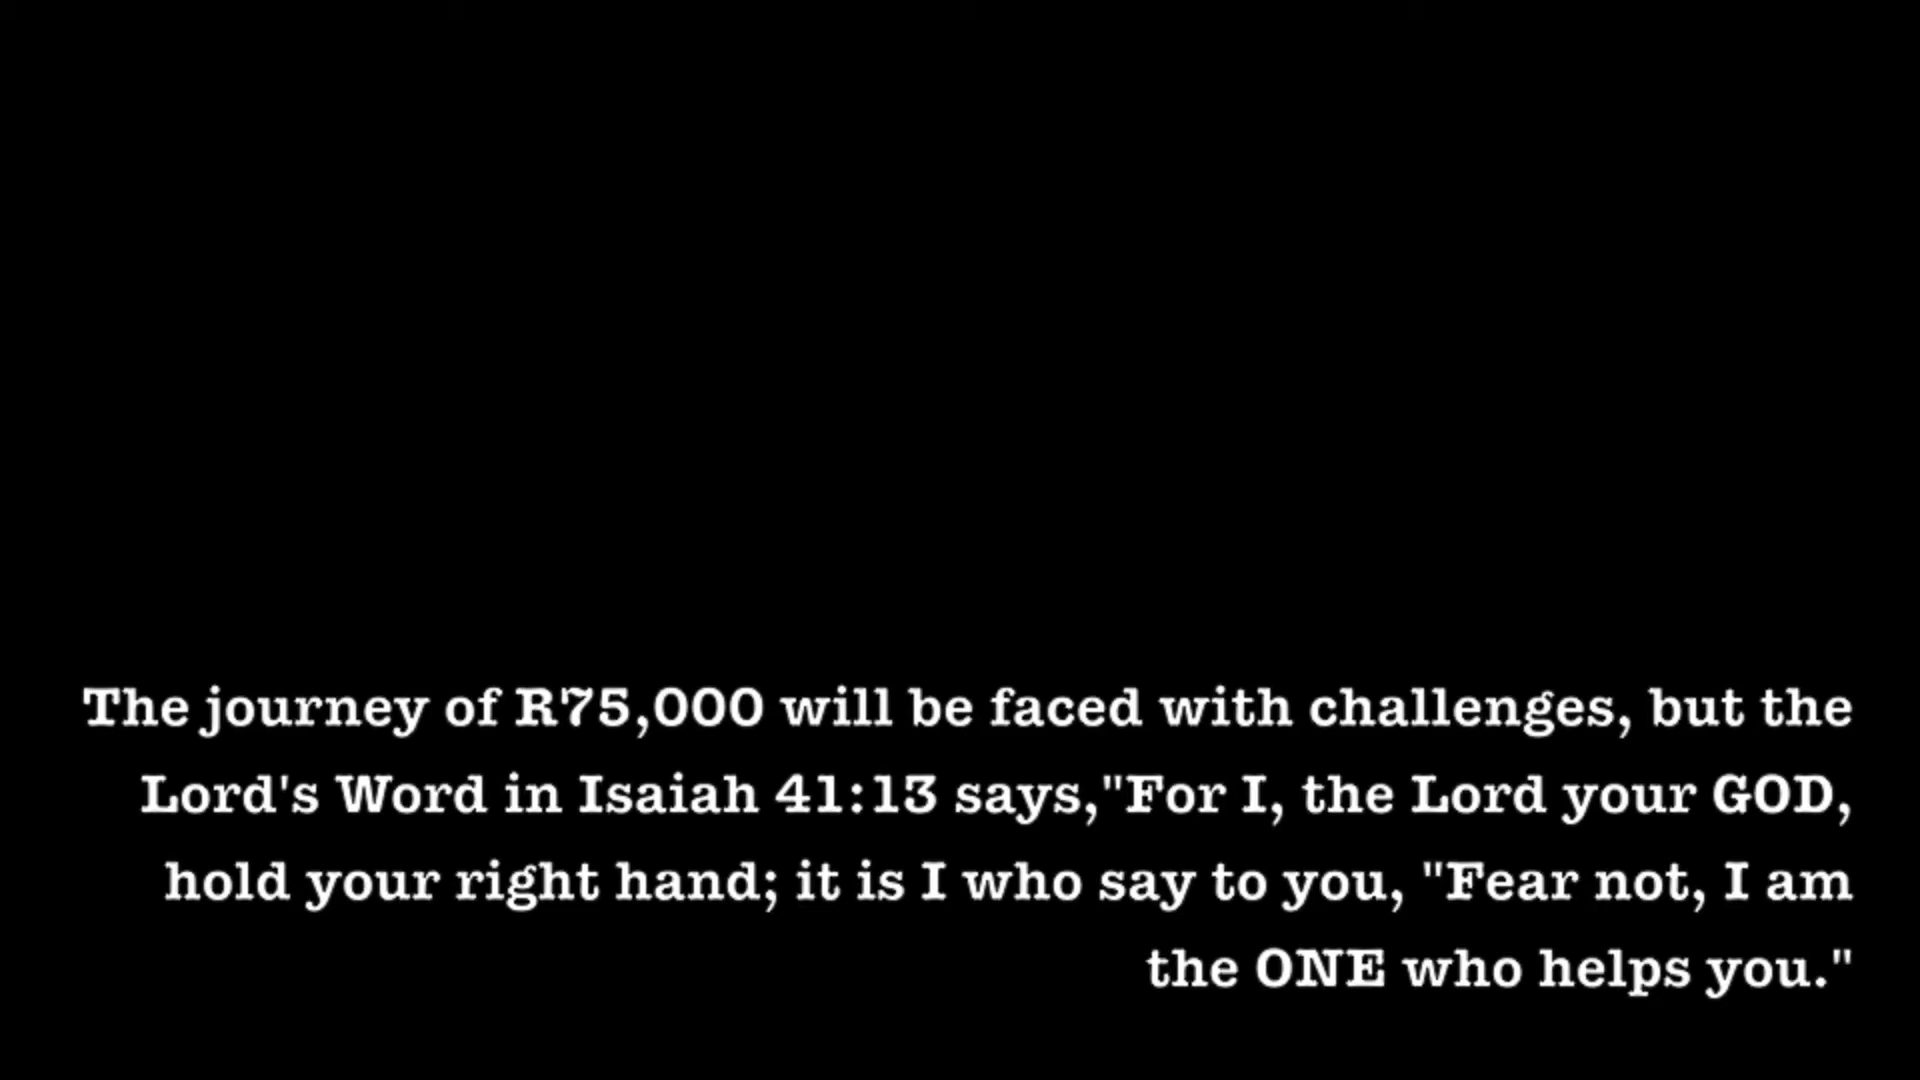 The journey of R75,000 will be faced with challenges, but the
Lord's Word in Isaiah 41:13 says,"For I, the Lord your GOD,
hold your right hand; it is I who say to you, "Fear not, I am
the ONE who helps you."